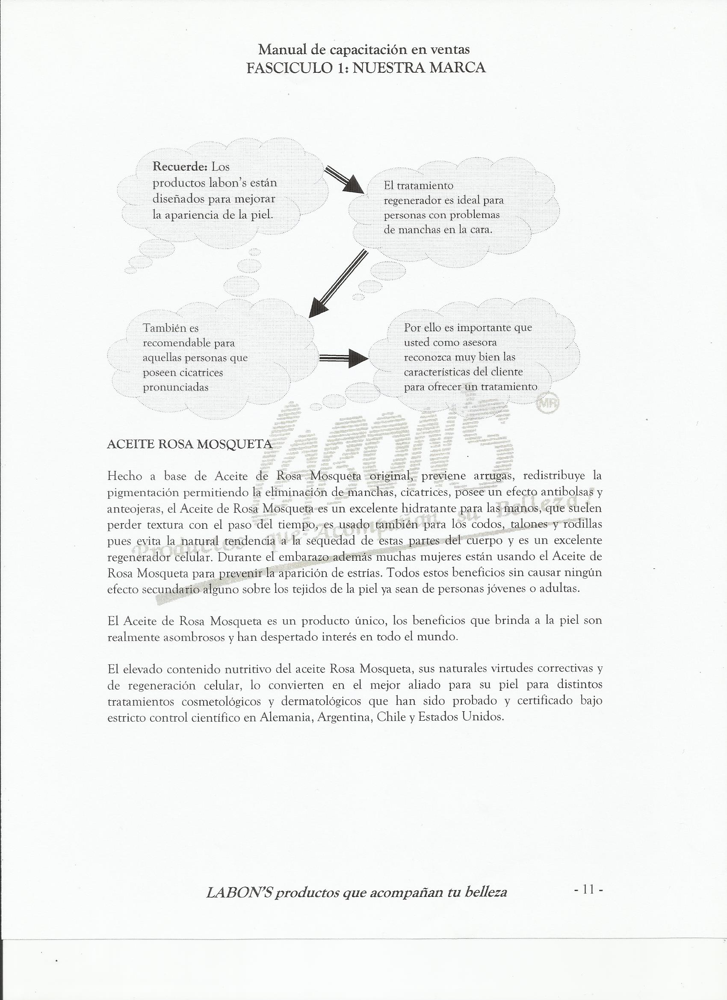 Manual de capacitación en ventas
FASCICULO 1: NUESTRA MARCA
Recuerde: Los
productos labon's están
diseñados para mejorar
la apariencia de la piel.
El tratamiento
regenerador es ideal para
personas con problemas
de manchas en la cara.
También es
recomendable para
aquellas personas que
poseen cicatrices
pronunciadas
Por ello es importante que
usted como asesora
reconozca muy bien las
características del cliente
para ofrecer un tratamiento
LABON'S MR
Productos que Acompañan su Belleza!
ACEITE ROSA MOSQUETA
Hecho a base de Aceite de Rosa Mosqueta original, previene arrugas, redistribuye la
pigmentación permitiendo la eliminación de manchas, cicatrices, posee un efecto antibolsas y
anteojeras, el Aceite de Rosa Mosqueta es un excelente hidratante para las manos, que suelen
perder textura con el paso del tiempo, es usado también para los codos, talones y rodillas
pues evita la natural tendencia a la sequedad de estas partes del cuerpo y es un excelente
regenerador celular. Durante el embarazo además muchas mujeres están usando el Aceite de
Rosa Mosqueta para prevenir la aparición de estrías. Todos estos beneficios sin causar ningún
efecto secundario alguno sobre los tejidos de la piel ya sean de personas jóvenes o adultas.
El Aceite de Rosa Mosqueta es un producto único, los beneficios que brinda a la piel son
realmente asombrosos y han despertado interés en todo el mundo.
El elevado contenido nutritivo del aceite Rosa Mosqueta, sus naturales virtudes correctivas y
de regeneración celular, lo convierten en el mejor aliado para su piel para distintos
tratamientos cosmetológicos y dermatológicos que han sido probado y certificado bajo
estricto control científico en Alemania, Argentina, Chile y Estados Unidos.
LABON'S productos que acompañan tu belleza
- 11 -